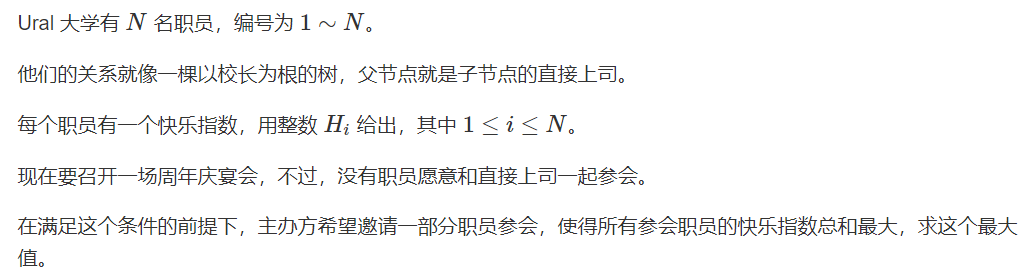 Ural 大学有 N 名职员，编号为 1 ∼ N。
他们的关系就像一棵以校长为根的树，父节点就是子节点的直接上司。
每个职员有一个快乐指数，用整数 H_i 给出，其中 1 ≤ i ≤ N。
现在要召开一场周年庆宴会，不过，没有职员愿意和直接上司一起参会。
在满足这个条件的前提下，主办方希望邀请一部分职员参会，使得所有参会职员的快乐指数总和最大，求这个最大
值。